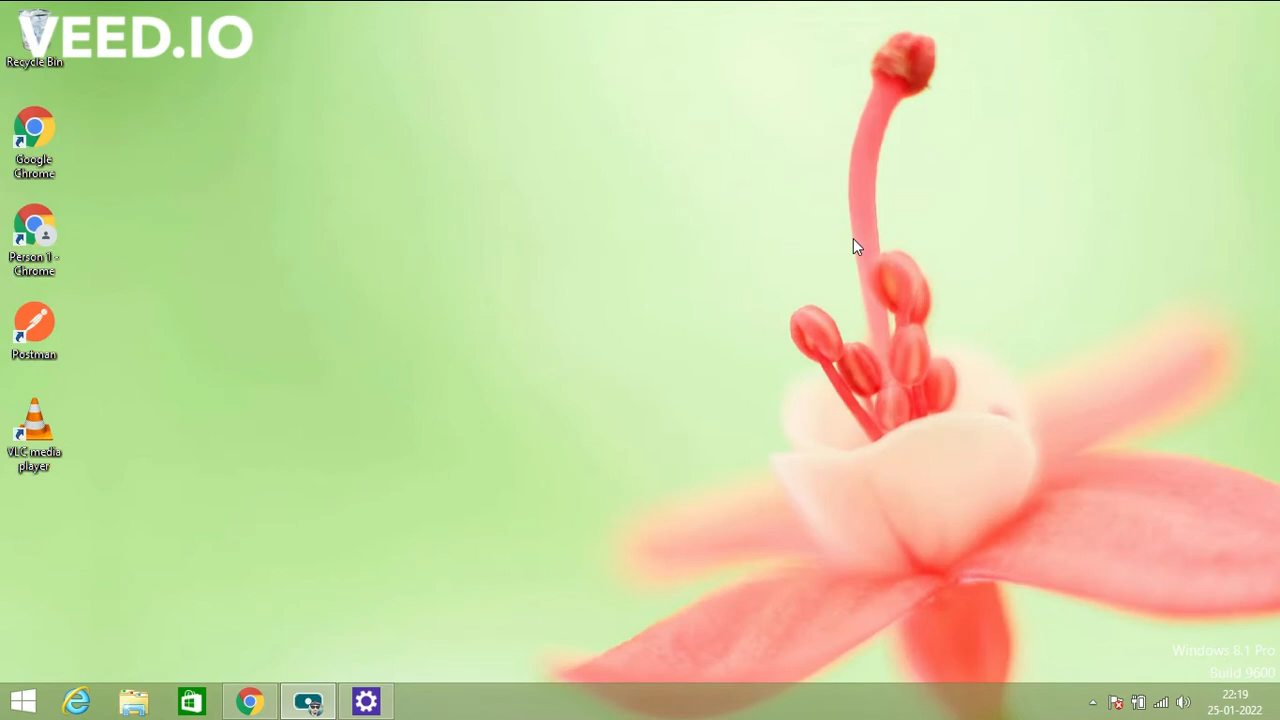 VEED.IO
Recycle Bin
Google
Chrome
Person 1 -
Chrome
Postman
VLC media
player
Windows 8.1 Pro
Build 9600
22:19
25-01-2022